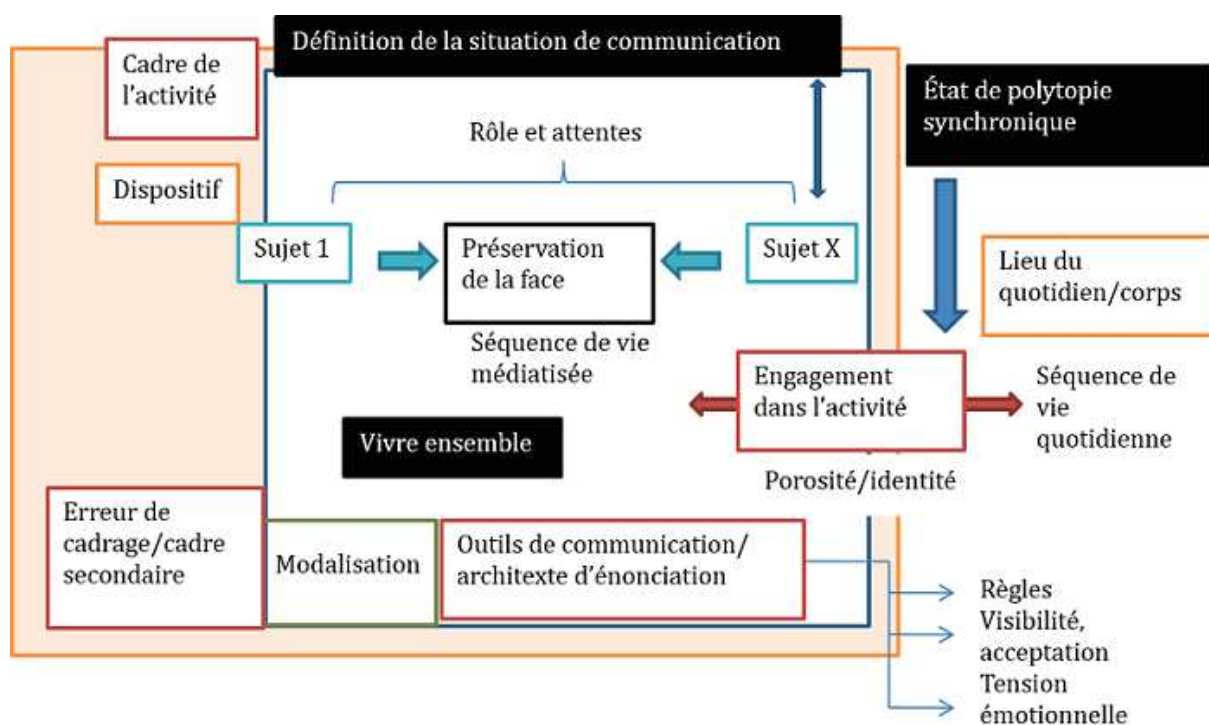 Définition de la situation de communication
Cadre de
l'activité
État de polytopie
synchronique
Rôle et attentes
Dispositif
Sujet 1
Préservation
de la face
Sujet X
Lieu du
quotidien/corps
Séquence de vie
médiatisée
Engagement
dans l'activité
Séquence de
vie
quotidienne
Vivre ensemble
Porosité/identité
Erreur de
cadrage/cadre
secondaire
Modalisation
Outils de communication/
architexte d'énonciation
Règles
Visibilité,
acceptation
Tension
émotionnelle